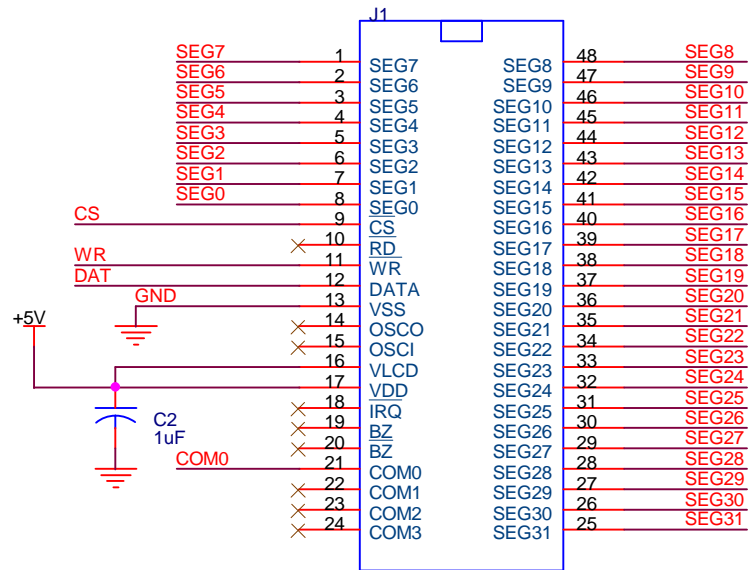 J1
SEG7 1 SEG7 SEG8 48 SEG8
SEG6 2 SEG6 SEG9 47 SEG9
SEG5 3 SEG5 SEG10 46 SEG10
SEG4 4 SEG4 SEG11 45 SEG11
SEG3 5 SEG3 SEG12 44 SEG12
SEG2 6 SEG2 SEG13 43 SEG13
SEG1 7 SEG1 SEG14 42 SEG14
SEG0 8 SEG0 SEG15 41 SEG15
CS 9 CS SEG16 40 SEG16
10 RD SEG17 39 SEG17
WR 11 WR SEG18 38 SEG18
DAT 12 DATA SEG19 37 SEG19
GND 13 VSS SEG20 36 SEG20
+5V 14 OSCO SEG21 35 SEG21
15 OSCI SEG22 34 SEG22
16 VLCD SEG23 33 SEG23
17 VDD SEG24 32 SEG24
18 IRQ SEG25 31 SEG25
C2 19 BZ SEG26 30 SEG26
1uF 20 BZ SEG27 29 SEG27
COM0 21 COM0 SEG28 28 SEG28
22 COM1 SEG29 27 SEG29
23 COM2 SEG30 26 SEG30
24 COM3 SEG31 25 SEG31